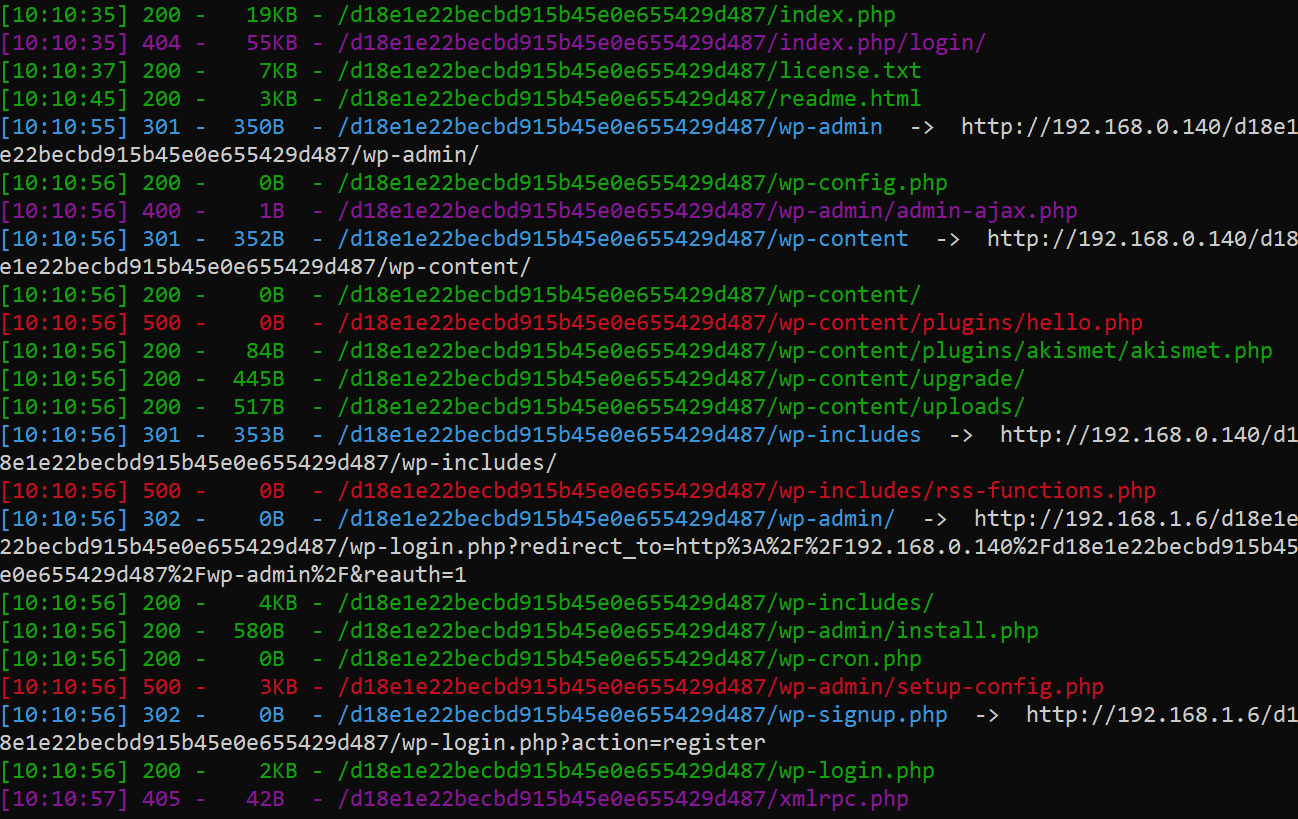 [10:10:35] 200 -   19KB - /d18e1e22becbd915b45e0e655429d487/index.php
[10:10:35] 404 -   55KB - /d18e1e22becbd915b45e0e655429d487/index.php/login/
[10:10:37] 200 -    7KB - /d18e1e22becbd915b45e0e655429d487/license.txt
[10:10:45] 200 -    3KB - /d18e1e22becbd915b45e0e655429d487/readme.html
[10:10:55] 301 -  350B  - /d18e1e22becbd915b45e0e655429d487/wp-admin  ->  http://192.168.0.140/d18e1
e22becbd915b45e0e655429d487/wp-admin/
[10:10:56] 200 -    0B  - /d18e1e22becbd915b45e0e655429d487/wp-config.php
[10:10:56] 400 -    1B  - /d18e1e22becbd915b45e0e655429d487/wp-admin/admin-ajax.php
[10:10:56] 301 -  352B  - /d18e1e22becbd915b45e0e655429d487/wp-content  ->  http://192.168.0.140/d18
e1e22becbd915b45e0e655429d487/wp-content/
[10:10:56] 200 -    0B  - /d18e1e22becbd915b45e0e655429d487/wp-content/
[10:10:56] 500 -    0B  - /d18e1e22becbd915b45e0e655429d487/wp-content/plugins/hello.php
[10:10:56] 200 -   84B  - /d18e1e22becbd915b45e0e655429d487/wp-content/plugins/akismet/akismet.php
[10:10:56] 200 -  445B  - /d18e1e22becbd915b45e0e655429d487/wp-content/upgrade/
[10:10:56] 200 -  517B  - /d18e1e22becbd915b45e0e655429d487/wp-content/uploads/
[10:10:56] 301 -  353B  - /d18e1e22becbd915b45e0e655429d487/wp-includes  ->  http://192.168.0.140/d1
8e1e22becbd915b45e0e655429d487/wp-includes/
[10:10:56] 500 -    0B  - /d18e1e22becbd915b45e0e655429d487/wp-includes/rss-functions.php
[10:10:56] 302 -    0B  - /d18e1e22becbd915b45e0e655429d487/wp-admin/  ->  http://192.168.1.6/d18e1e
22becbd915b45e0e655429d487/wp-login.php?redirect_to=http%3A%2F%2F192.168.0.140%2Fd18e1e22becbd915b45
e0e655429d487%2Fwp-admin%2F&reauth=1
[10:10:56] 200 -    4KB - /d18e1e22becbd915b45e0e655429d487/wp-includes/
[10:10:56] 200 -  580B  - /d18e1e22becbd915b45e0e655429d487/wp-admin/install.php
[10:10:56] 200 -    0B  - /d18e1e22becbd915b45e0e655429d487/wp-cron.php
[10:10:56] 500 -    3KB - /d18e1e22becbd915b45e0e655429d487/wp-admin/setup-config.php
[10:10:56] 302 -    0B  - /d18e1e22becbd915b45e0e655429d487/wp-signup.php  ->  http://192.168.1.6/d1
8e1e22becbd915b45e0e655429d487/wp-login.php?action=register
[10:10:56] 200 -    2KB - /d18e1e22becbd915b45e0e655429d487/wp-login.php
[10:10:57] 405 -   42B  - /d18e1e22becbd915b45e0e655429d487/xmlrpc.php